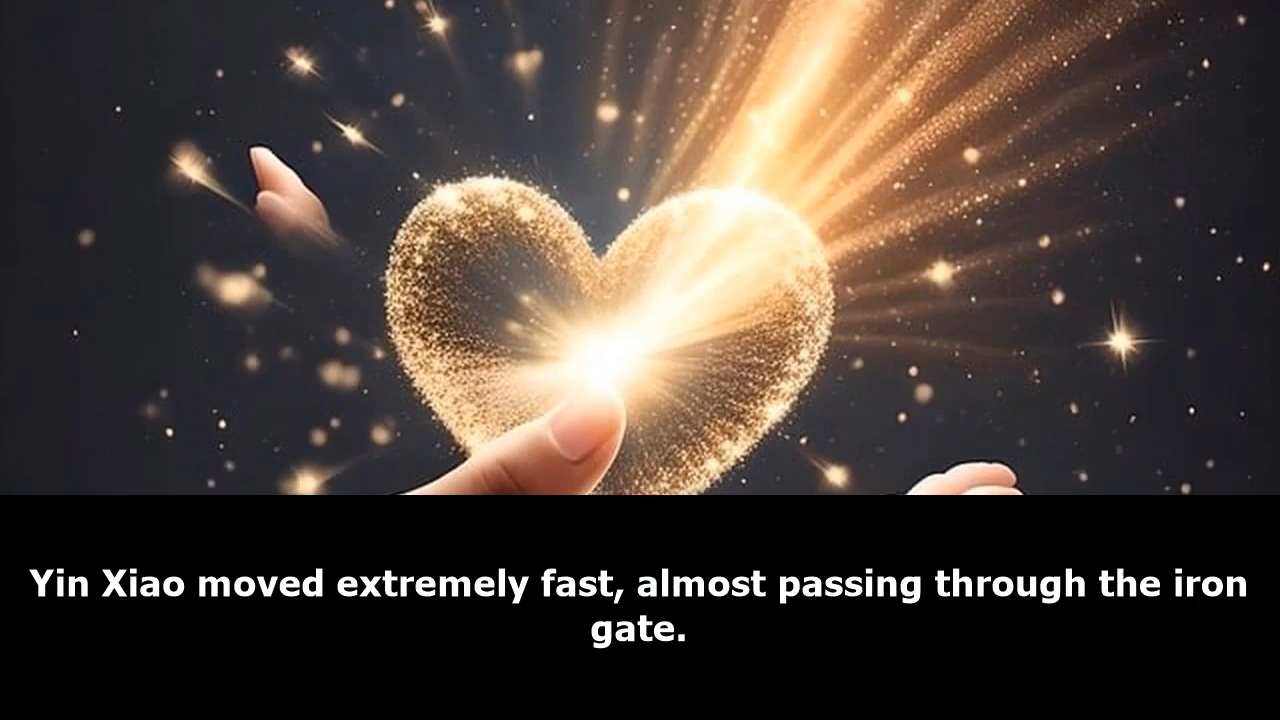 Yin Xiao moved extremely fast, almost passing through the iron
gate.